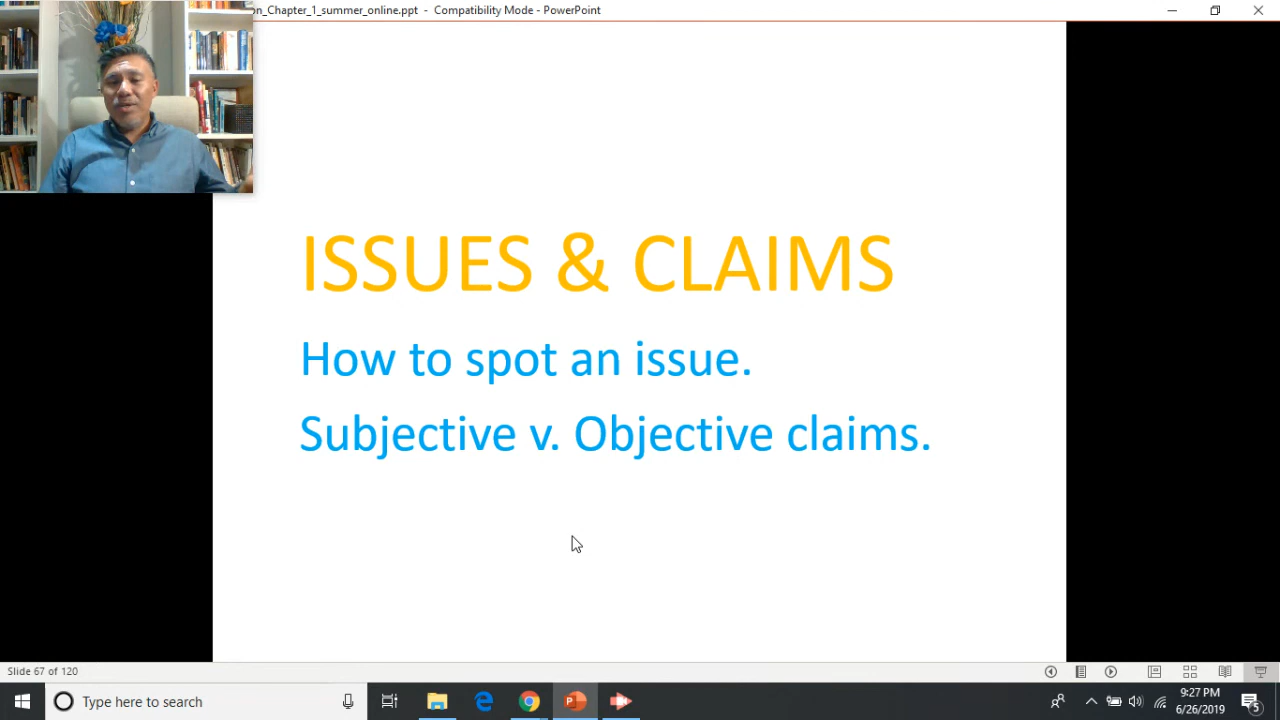 on_Chapter_1_summer_online.ppt - Compatibility Mode - PowerPoint
ISSUES & CLAIMS
How to spot an issue.
Subjective v. Objective claims.
Slide 67 of 120
Type here to search
9:27 PM
6/26/2019
5